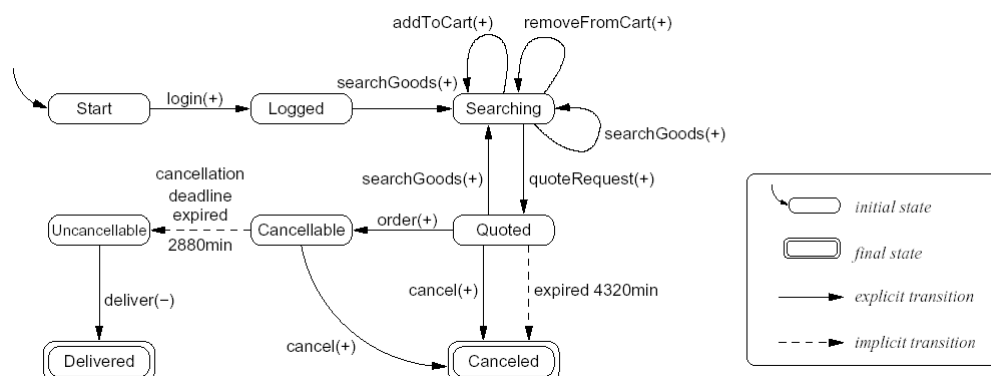 addToCart(+)
removeFromCart(+)
Start
login(+)
Logged
searchGoods(+)
Searching
searchGoods(+)
cancellation
deadline
expired
2880min
searchGoods(+)
quoteRequest(+)
Uncancellable
Cancellable
order(+)
Quoted
deliver(−)
cancel(+)
expired 4320min
cancel(+)
Delivered
Canceled
initial state
final state
explicit transition
implicit transition